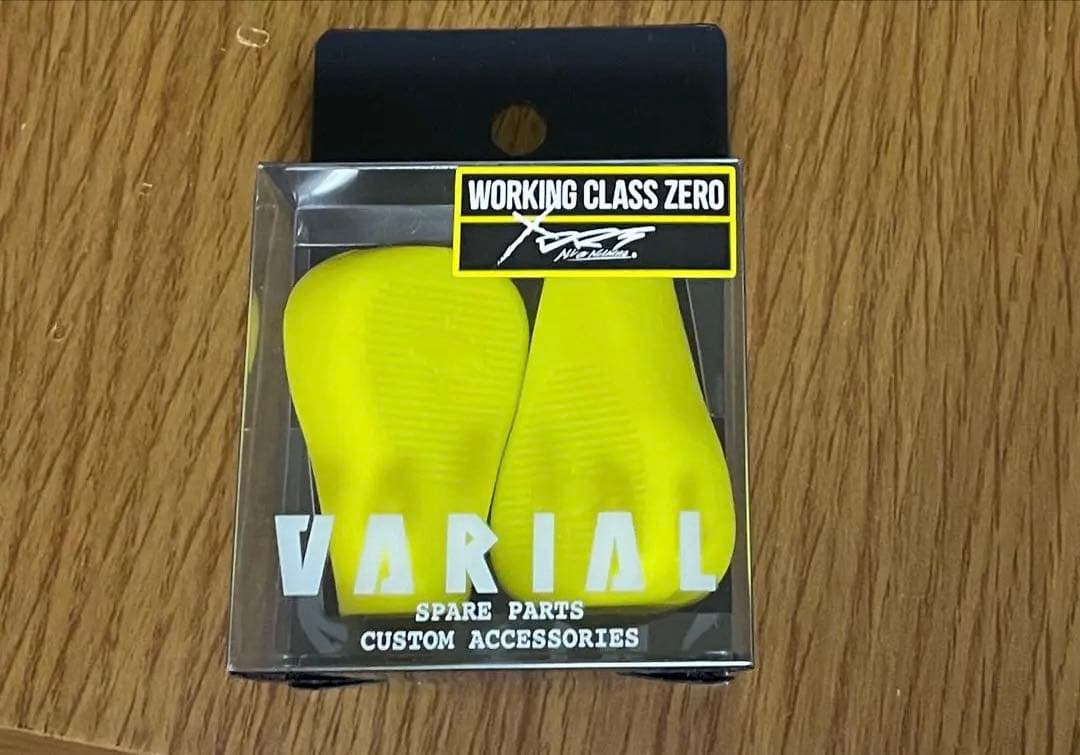 WORKING CLASS ZERO
VARIAL
SPARE PARTS
CUSTOM ACCESSORIES